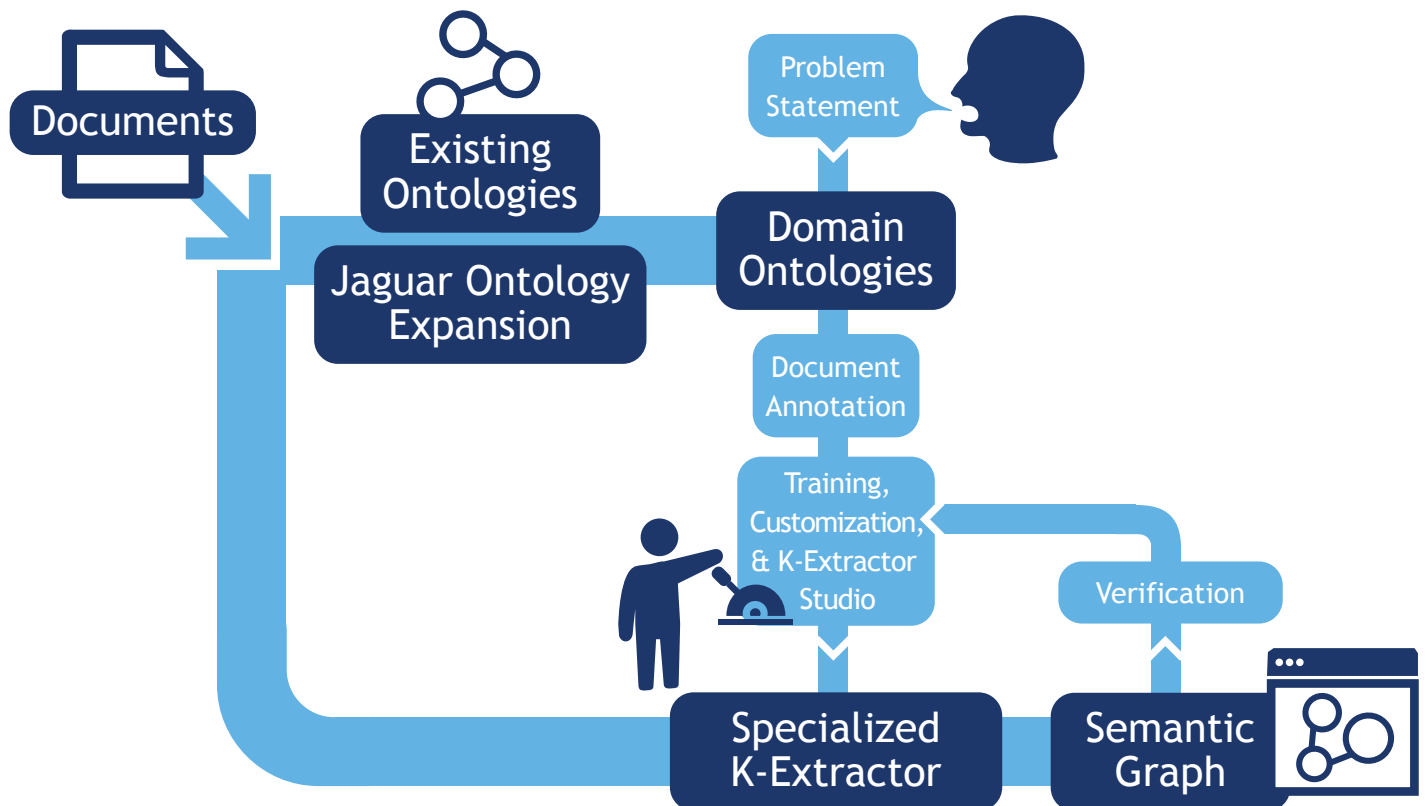 Documents
Existing
Ontologies
Jaguar Ontology
Expansion
Problem
Statement
Domain
Ontologies
Document
Annotation
Training,
Customization,
& K-Extractor
Studio
Verification
Specialized
K-Extractor
Semantic
Graph